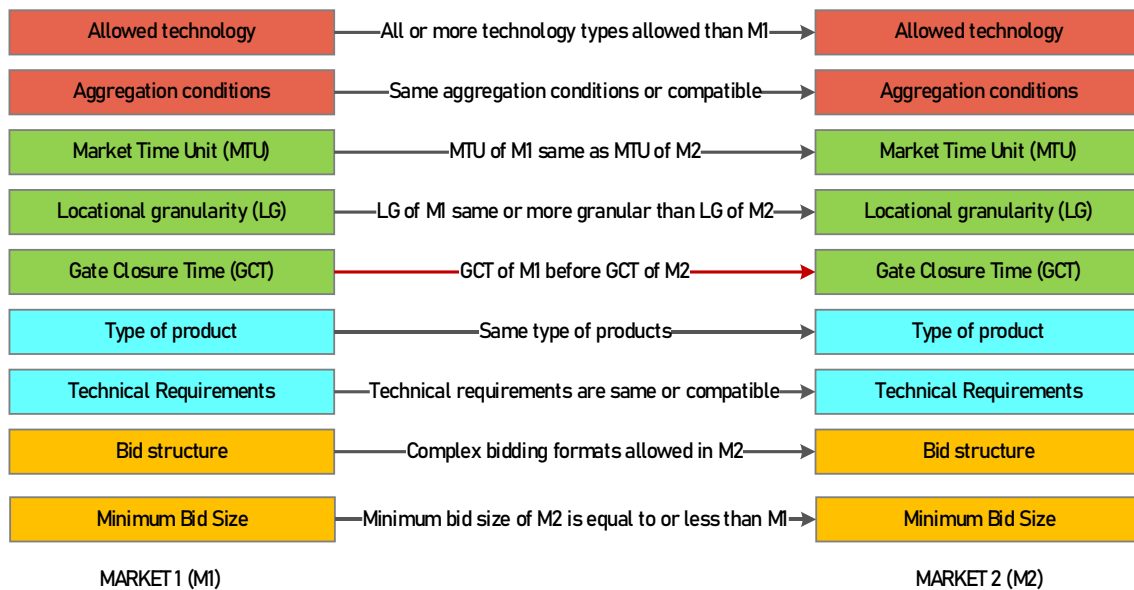 Allowed technology All or more technology types allowed than M1 Allowed technology
Aggregation conditions Same aggregation conditions or compatible Aggregation conditions
Market Time Unit (MTU) MTU of M1 same as MTU of M2 Market Time Unit (MTU)
Locational granularity (LG) LG of M1 same or more granular than LG of M2 Locational granularity (LG)
Gate Closure Time (GCT) GCT of M1 before GCT of M2 Gate Closure Time (GCT)
Type of product Same type of products Type of product
Technical Requirements Technical requirements are same or compatible Technical Requirements
Bid structure Complex bidding formats allowed in M2 Bid structure
Minimum Bid Size Minimum bid size of M2 is equal to or less than M1 Minimum Bid Size
MARKET 1 (M1) MARKET 2 (M2)